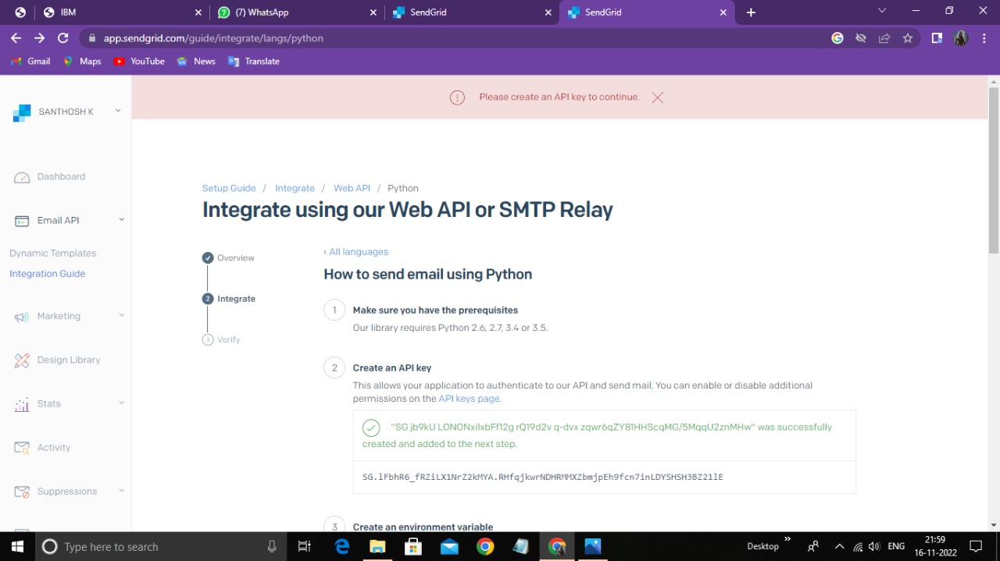 IBM
(7) WhatsApp
SendGrid
SendGrid
app.sendgrid.com/guide/integrate/langs/python
Gmail
Maps
YouTube
News
Translate
SANTHOSH K
Please create an API key to continue.
Dashboard
Email API
Dynamic Templates
Integration Guide
Marketing
Design Library
Stats
Activity
Suppressions
Setup Guide / Integrate / Web API / Python
Integrate using our Web API or SMTP Relay
Overview
2 Integrate
3 Verify
‹ All languages
How to send email using Python
1 Make sure you have the prerequisites
Our library requires Python 2.6, 2.7, 3.4 or 3.5.
2 Create an API key
This allows your application to authenticate to our API and send mail. You can enable or disable additional
permissions on the API keys page.
"SG jb9kU LONONxiIxbFf12g rQ19d2v q-dvx zqwr6qZY81HHScqMG/5MqqU2znMHw" was successfully
created and added to the next step.
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
3 Create an environment variable
Type here to search
Desktop
ENG
21:59
16-11-2022